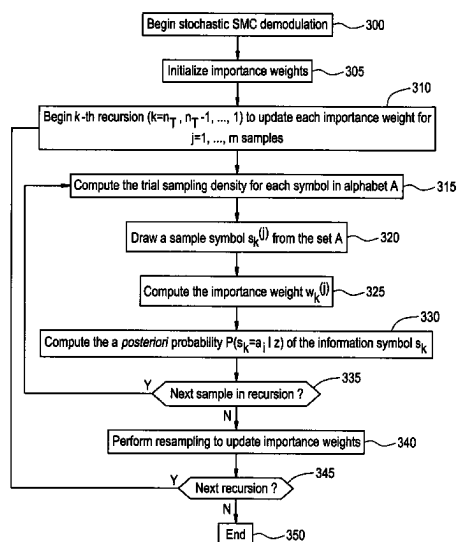 Begin stochastic SMC demodulation
300
Initialize importance weights
305
310
Begin k-th recursion (k=n_T, n_T-1, ..., 1) to update each importance weight for
j=1, ..., m samples
Compute the trial sampling density for each symbol in alphabet A
315
Draw a sample symbol s_k^(j) from the set A
320
Compute the importance weight w_k^(j)
325
330
Compute the a posteriori probability P(s_k=a_i | z) of the information symbol s_k
335
Y
Next sample in recursion ?
N
Perform resampling to update importance weights
340
345
Y
Next recursion ?
N
End
350